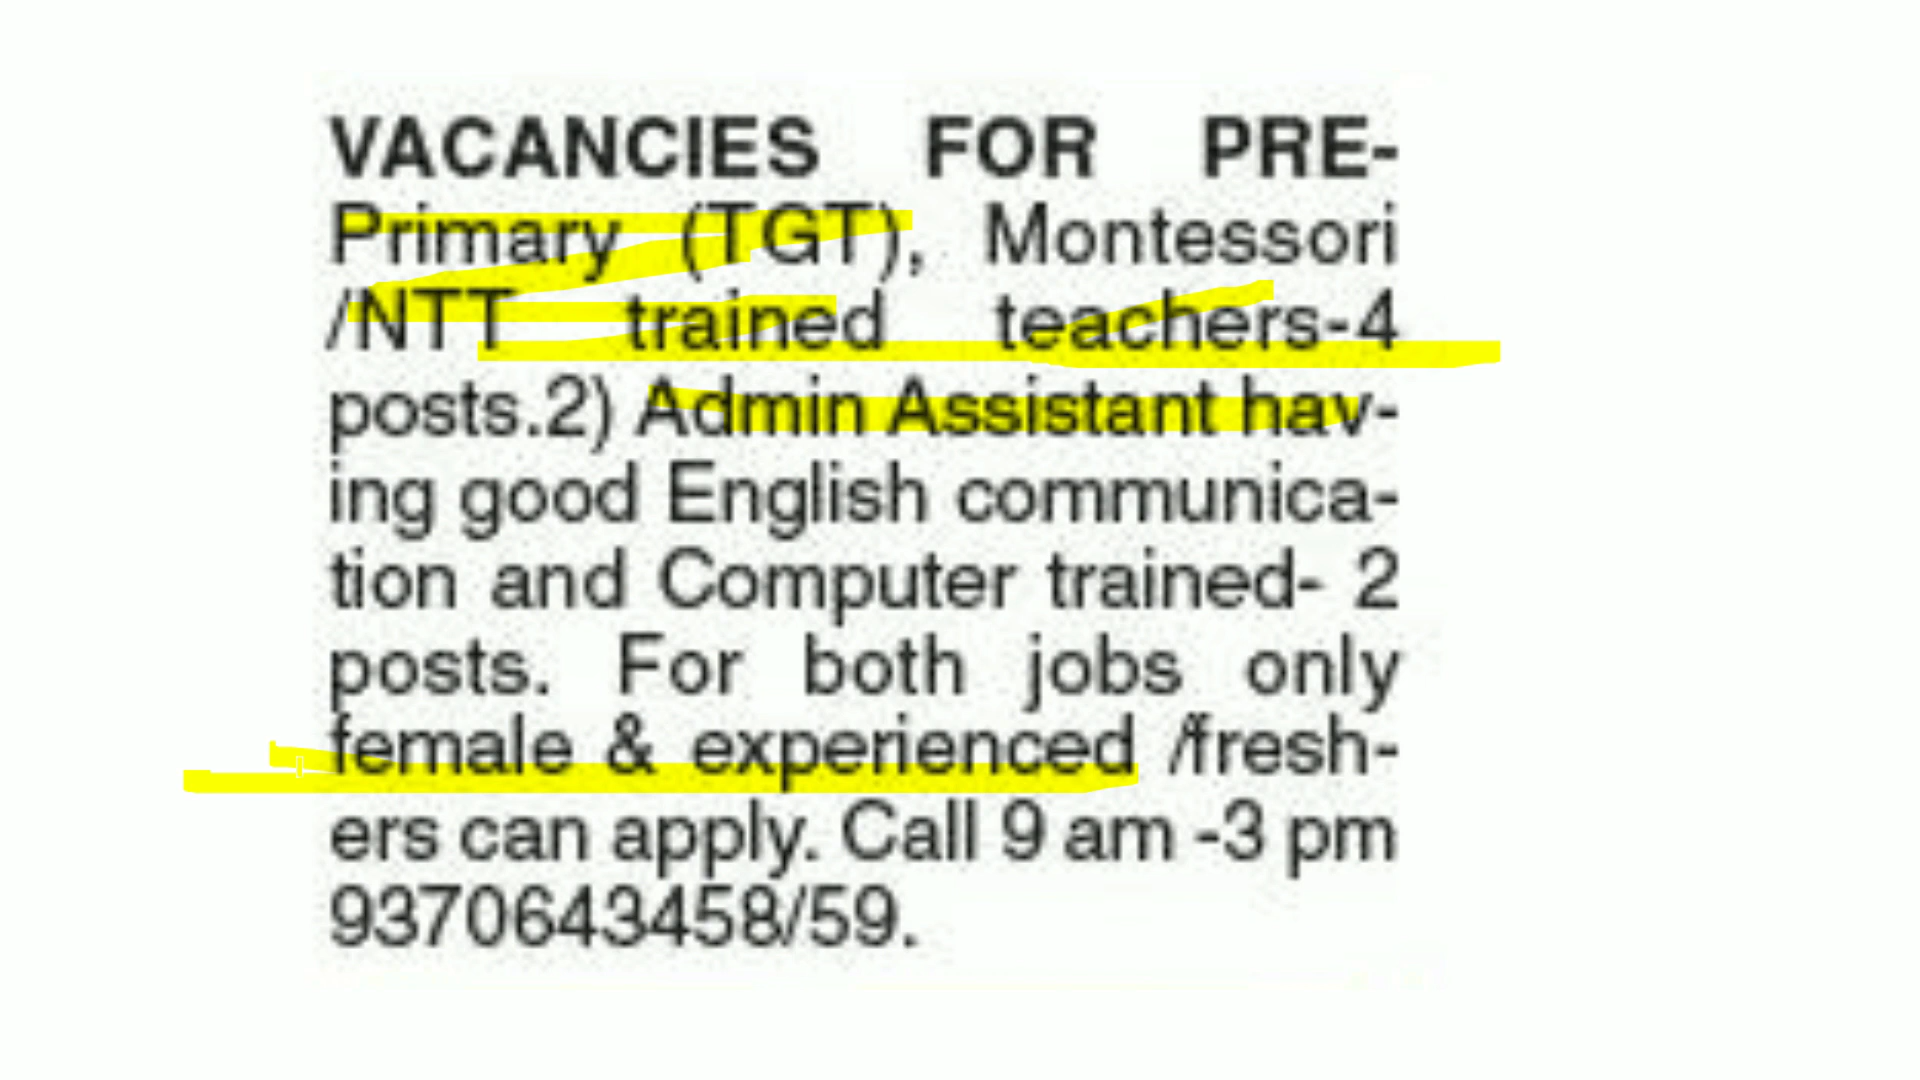 VACANCIES FOR PRE-
Primary (TGT), Montessori
/NTT trained teachers-4
posts.2) Admin Assistant hav-
ing good English communica-
tion and Computer trained- 2
posts. For both jobs only
female & experienced /fresh-
ers can apply. Call 9 am -3 pm
9370643458/59.